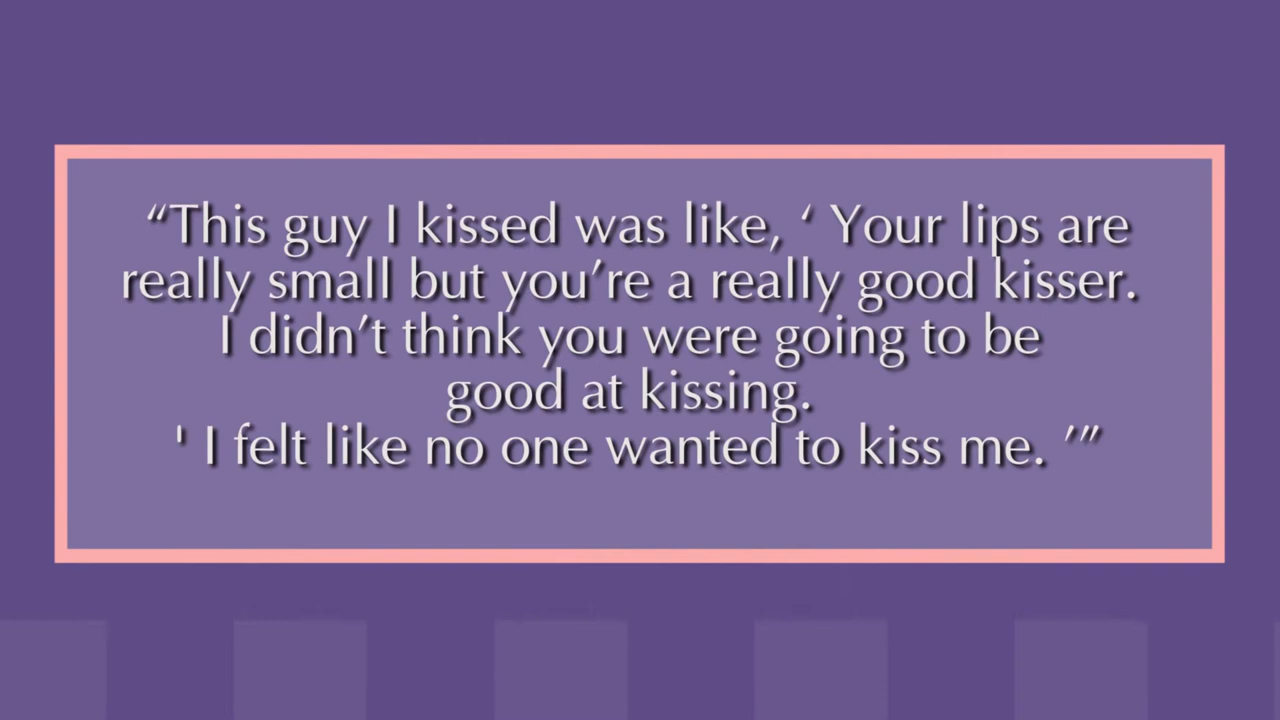 “This guy I kissed was like, ‘ Your lips are
really small but you’re a really good kisser.
I didn’t think you were going to be
good at kissing.
' I felt like no one wanted to kiss me. ’”